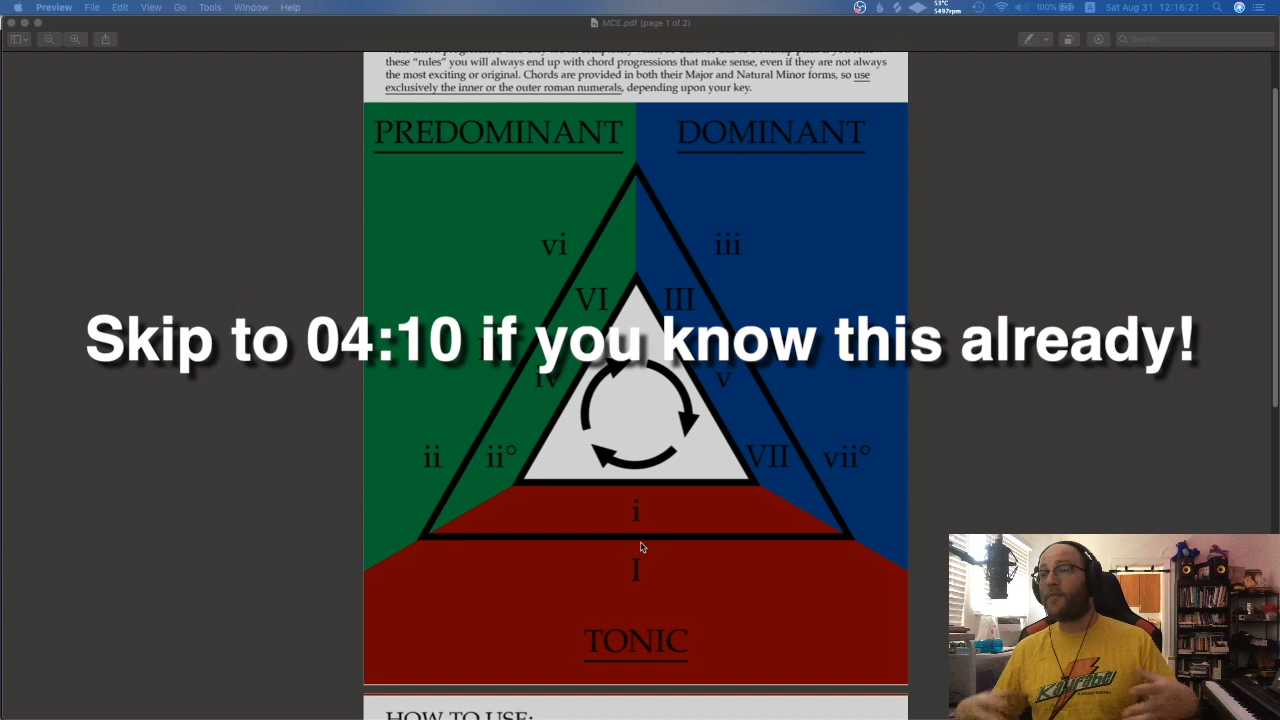 Preview File Edit View Go Tools Window Help
53°C
5497rpm
100%
Sat Aug 31 12:16:21
MCE.pdf (page 1 of 2)
Search
these “rules” you will always end up with chord progressions that make sense, even if they are not always
the most exciting or original. Chords are provided in both their Major and Natural Minor forms, so use
exclusively the inner or the outer roman numerals, depending upon your key.
PREDOMINANT DOMINANT
vi iii
VI III
Skip to 04:10 if you know this already!
iv v
ii ii° VII vii°
i
I
TONIC
HOW TO USE: